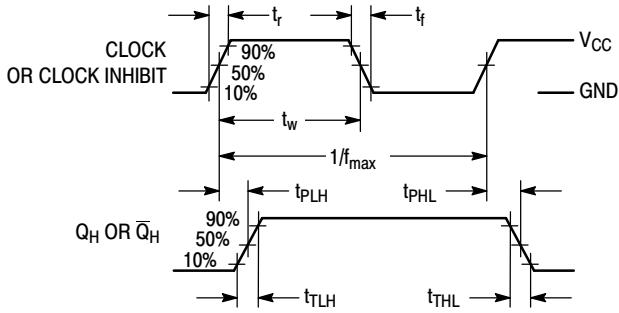 tr
tf
CLOCK
OR CLOCK INHIBIT
90%
50%
10%
VCC
GND
tw
1/fmax
tPLH
tPHL
QH OR Q̅H
90%
50%
10%
tTLH
tTHL